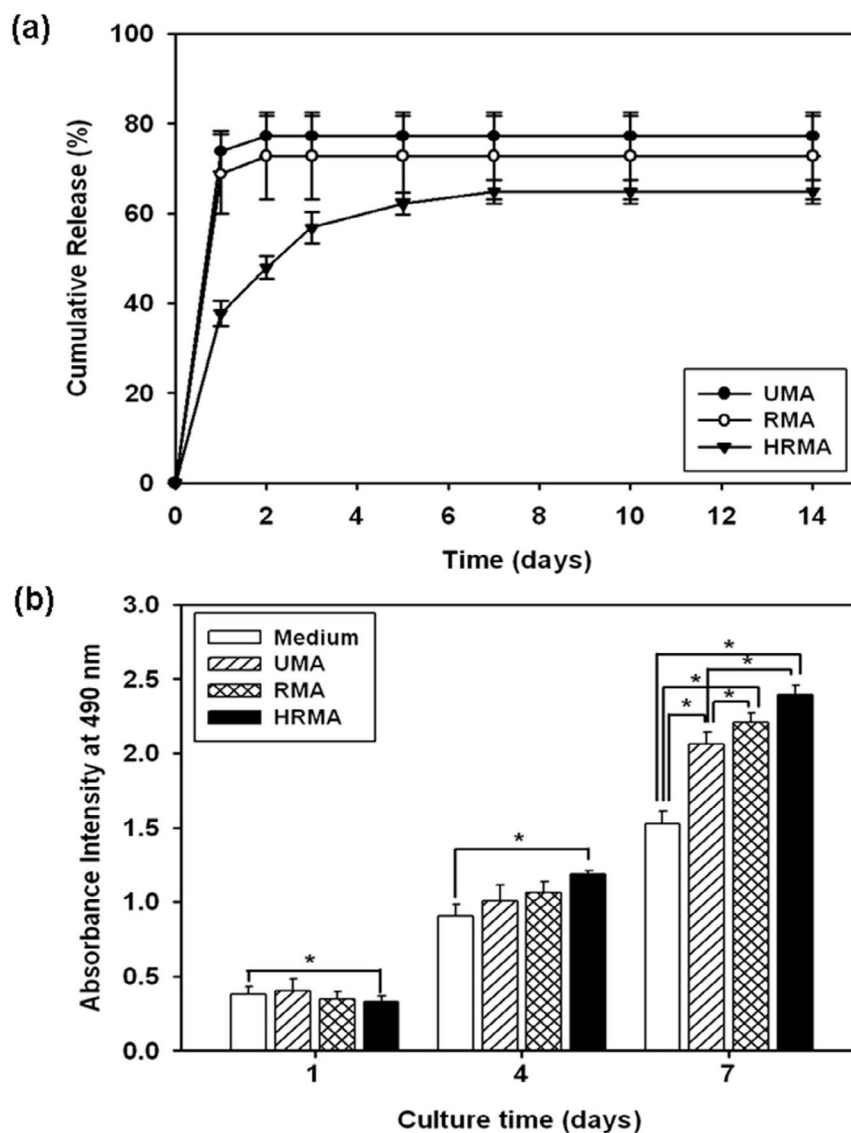 (a)
100
80
60
40
20
0
Cumulative Release (%)
UMA
RMA
HRMA
0 2 4 6 8 10 12 14
Time (days)
(b)
3.0
2.5
2.0
1.5
1.0
0.5
0.0
Absorbance Intensity at 490 nm
Medium
UMA
RMA
HRMA
*
*
*
*
*
*
*
1 4 7
Culture time (days)